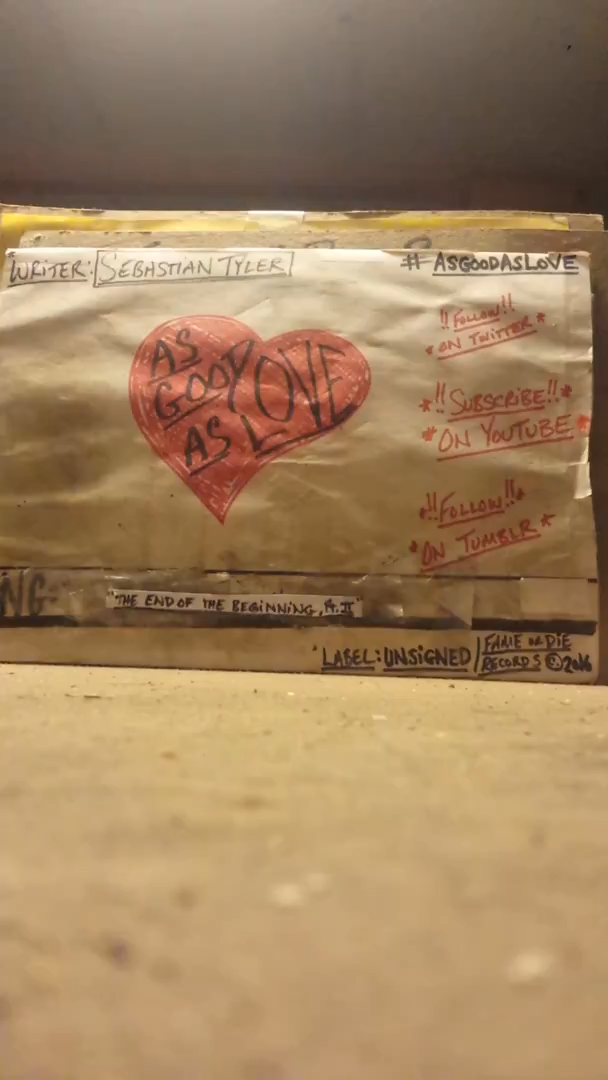 WRITER: SEBASTIAN TYLER
# ASGOODASLOVE
AS
GOOD
AS LOVE
!!FOLLOW!!
* ON TWITTER *
*!!SUBSCRIBE!!*
* ON YOUTUBE *
*!!FOLLOW!!*
* ON TUMBLR *
NG-
"THE END OF THE BEGINNING, Pt. II"
LABEL: UNSIGNED
FAME OR DIE
RECORDS © 2016